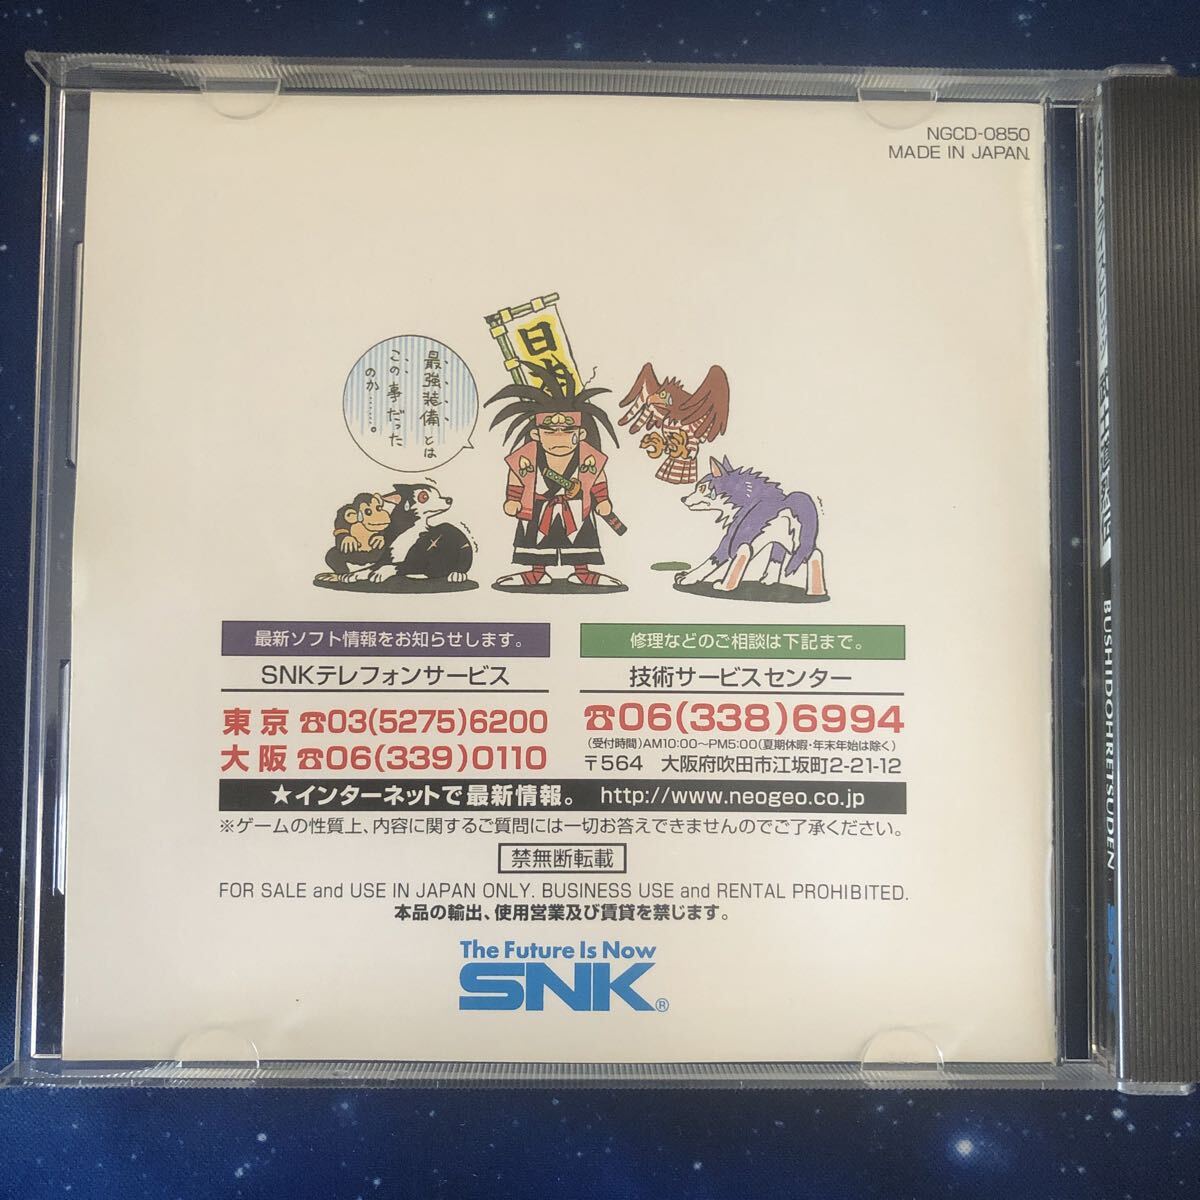 NGCD-0850
MADE IN JAPAN.
日
最強装備とは
この事だった
のか……。
最新ソフト情報をお知らせします。
SNKテレフォンサービス
東京☎03(5275)6200
大阪☎06(339)0110
修理などのご相談は下記まで。
技術サービスセンター
☎06(338)6994
(受付時間)AM10:00〜PM5:00(夏期休暇・年末年始は除く)
〒564 大阪府吹田市江坂町2-21-12
★インターネットで最新情報。 http://www.neogeo.co.jp
※ゲームの性質上、内容に関するご質問には一切お答えできませんのでご了承ください。
禁無断転載
FOR SALE and USE IN JAPAN ONLY. BUSINESS USE and RENTAL PROHIBITED.
本品の輸出、使用営業及び賃貸を禁じます。
The Future Is Now
SNK®
武士道烈伝
BUSHIDOHRETSUDEN
SNK